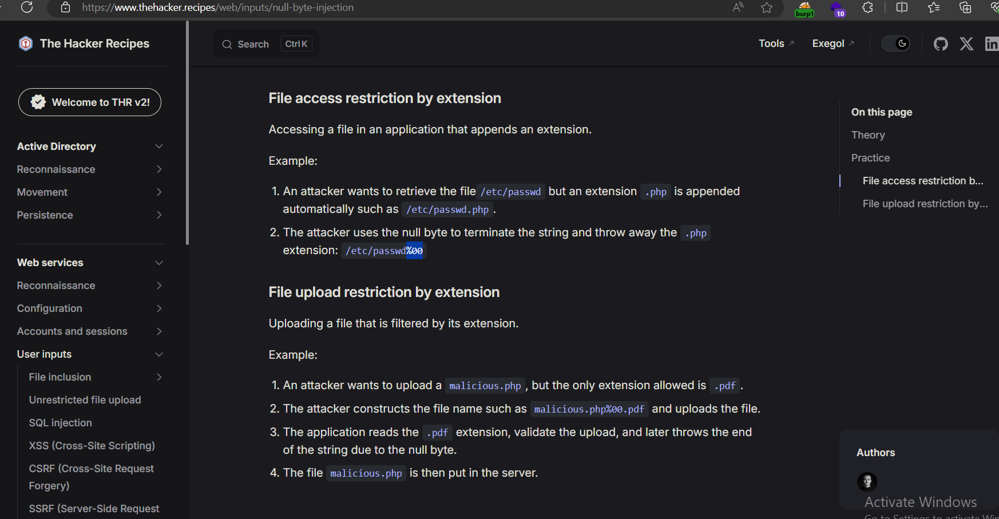 https://www.thehacker.recipes/web/inputs/null-byte-injection
burp1
10
The Hacker Recipes
Search Ctrl K
Tools
Exegol
Welcome to THR v2!
Active Directory
Reconnaissance
Movement
Persistence
Web services
Reconnaissance
Configuration
Accounts and sessions
User inputs
File inclusion
Unrestricted file upload
SQL injection
XSS (Cross-Site Scripting)
CSRF (Cross-Site Request
Forgery)
SSRF (Server-Side Request
File access restriction by extension
Accessing a file in an application that appends an extension.
Example:
1. An attacker wants to retrieve the file /etc/passwd but an extension .php is appended
automatically such as /etc/passwd.php .
2. The attacker uses the null byte to terminate the string and throw away the .php
extension: /etc/passwd%00
File upload restriction by extension
Uploading a file that is filtered by its extension.
Example:
1. An attacker wants to upload a malicious.php , but the only extension allowed is .pdf .
2. The attacker constructs the file name such as malicious.php%00.pdf and uploads the file.
3. The application reads the .pdf extension, validate the upload, and later throws the end
of the string due to the null byte.
4. The file malicious.php is then put in the server.
On this page
Theory
Practice
File access restriction b...
File upload restriction by...
Authors
Activate Windows
Go to Settings to activate Win